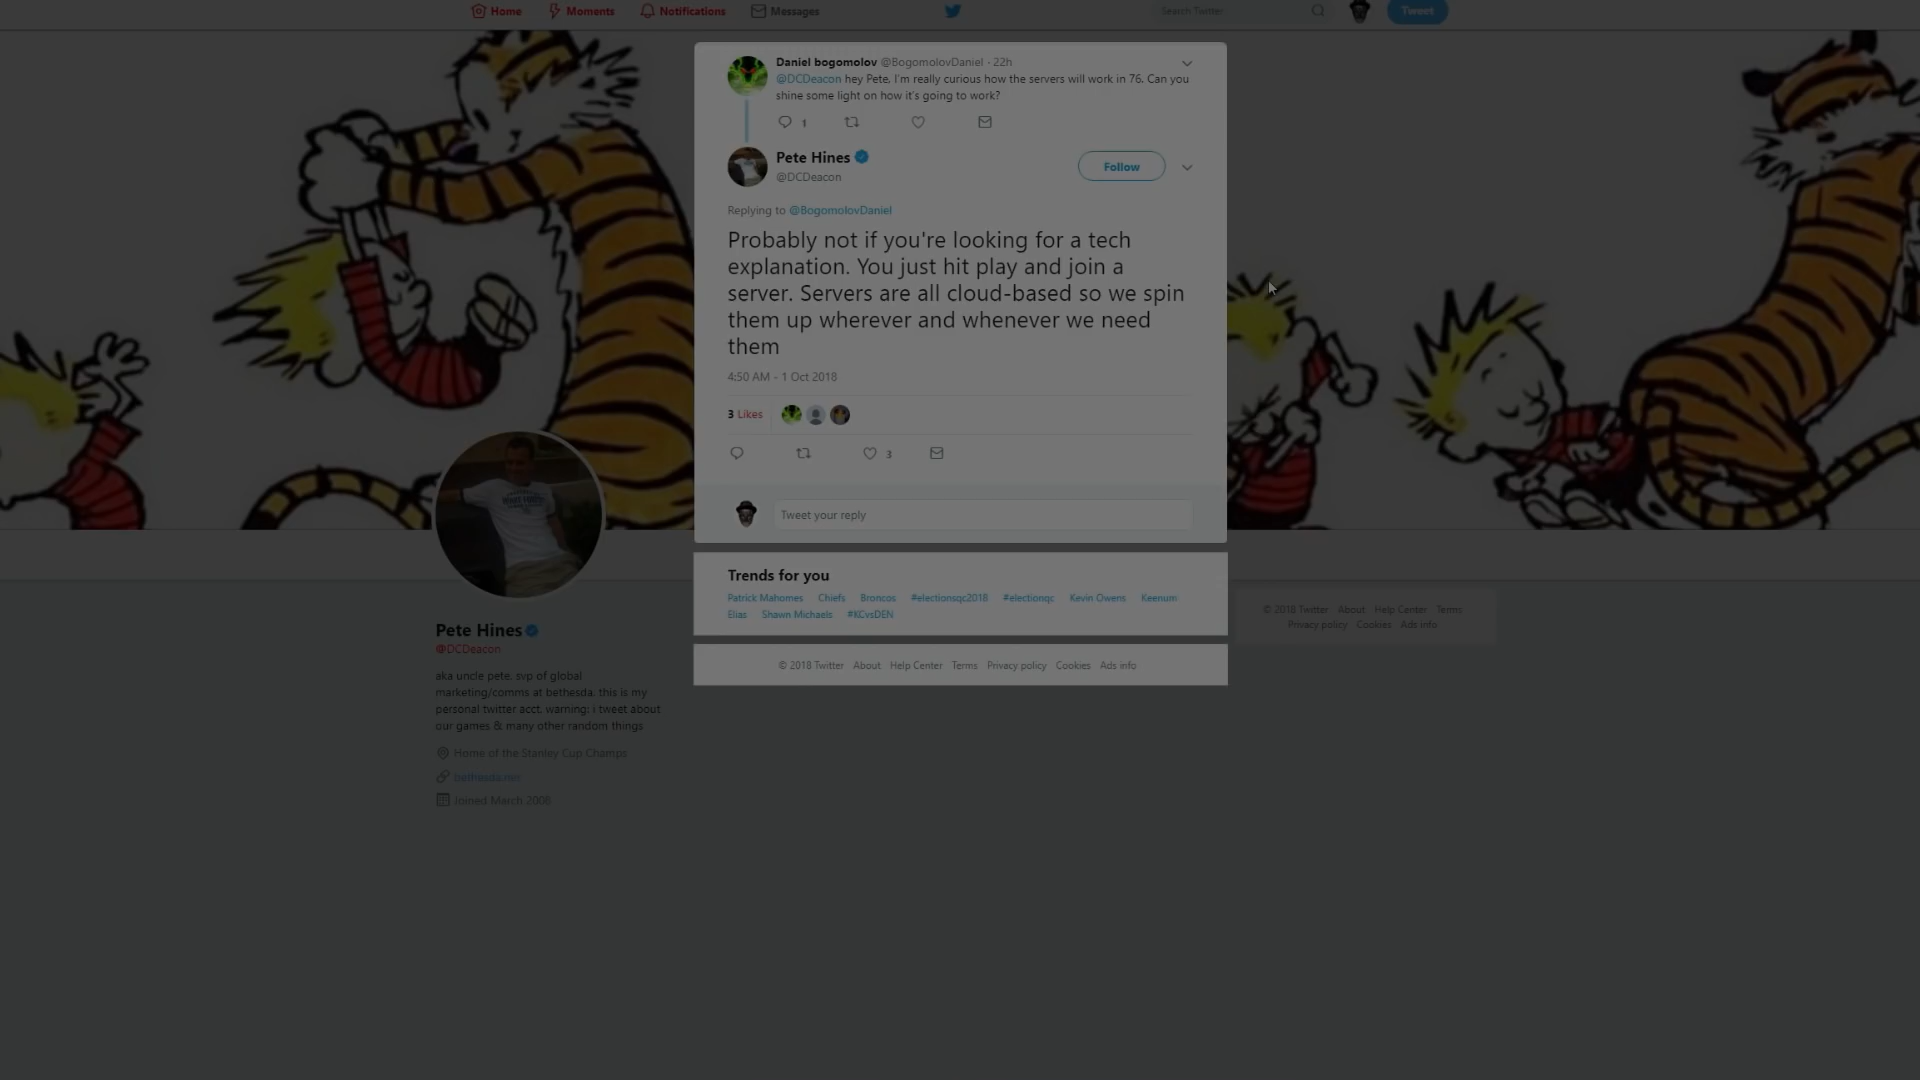 Home Moments Notifications Messages Search Twitter Tweet
Daniel bogomolov @BogomolovDaniel · 22h
@DCDeacon hey Pete, I'm really curious how the servers will work in 76. Can you
shine some light on how it's going to work?
1
Pete Hines
@DCDeacon
Follow
Replying to @BogomolovDaniel
Probably not if you're looking for a tech
explanation. You just hit play and join a
server. Servers are all cloud-based so we spin
them up wherever and whenever we need
them
4:50 AM - 1 Oct 2018
3 Likes
3
Tweet your reply
Trends for you
Patrick Mahomes Chiefs Broncos #electionsqc2018 #electionqc Kevin Owens Keenum
Elias Shawn Michaels #KCvsDEN
© 2018 Twitter About Help Center Terms Privacy policy Cookies Ads info
Pete Hines
@DCDeacon
aka uncle pete. svp of global
marketing/comms at bethesda. this is my
personal twitter acct. warning: i tweet about
our games & many other random things
Home of the Stanley Cup Champs
bethesda.net
Joined March 2008
© 2018 Twitter About Help Center Terms
Privacy policy Cookies Ads info